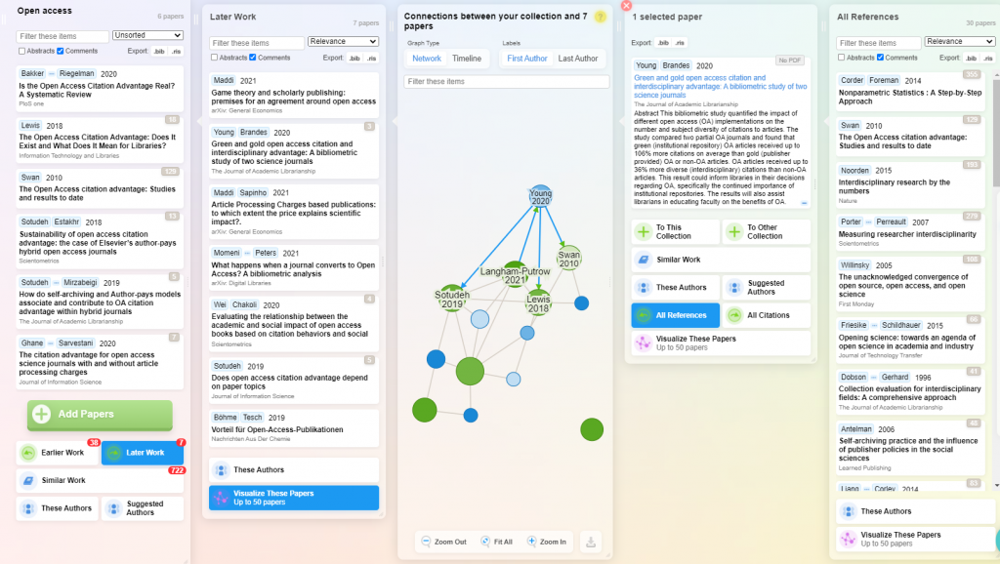 Open access
6 papers
Filter these items
Unsorted
Abstracts
Comments
Export:
.bib
.ris
Bakker
Riegelman
2020
Is the Open Access Citation Advantage Real?
A Systematic Review
PloS one
18
Lewis
2018
The Open Access Citation Advantage: Does It
Exist and What Does It Mean for Libraries?
Information Technology and Libraries
129
Swan
2010
The Open Access citation advantage: Studies
and results to date
13
Sotudeh
Estakhr
2018
Sustainability of open access citation
advantage: the case of Elsevier's author-pays
hybrid open access journals
Scientometrics
5
Sotudeh
Mirzabeigi
2019
How do self-archiving and Author-pays models
associate and contribute to OA citation
advantage within hybrid journals
The Journal of Academic Librarianship
7
Ghane
Sarvestani
2020
The citation advantage for open access
science journals with and without article
processing charges
Journal of Information Science
Add Papers
Earlier Work
38
Later Work
7
Similar Work
722
These Authors
Suggested
Authors
Later Work
7 papers
Filter these items
Relevance
Abstracts
Comments
Export:
.bib
.ris
Maddi
2021
Game theory and scholarly publishing:
premises for an agreement around open access
arXiv: General Economics
3
Young
Brandes
2020
Green and gold open access citation and
interdisciplinary advantage: A bibliometric
study of two science journals
The Journal of Academic Librarianship
Maddi
Sapinho
2021
Article Processing Charges based publications:
to which extent the price explains scientific
impact?.
arXiv: General Economics
Momeni
Peters
2021
What happens when a journal converts to Open
Access? A bibliometric analysis
arXiv: Digital Libraries
4
Wei
Chakoli
2020
Evaluating the relationship between the
academic and social impact of open access
books based on citation behaviors and social
Scientometrics
5
Sotudeh
2019
Does open access citation advantage depend
on paper topics
Journal of Information Science
Böhme
Tesch
2019
Vorteil für Open-Access-Publikationen
Nachrichten Aus Der Chemie
These Authors
Visualize These Papers
Up to 50 papers
Connections between your collection and 7
papers
?
Graph Type
Labels
Network
Timeline
First Author
Last Author
Filter these items
Young
2020
Swan
2010
Langham-Putrow
2021
Sotudeh
2019
Lewis
2018
Zoom Out
Fit All
Zoom In
1 selected paper
Export:
.bib
.ris
No PDF
Young
Brandes
2020
Green and gold open access citation and
interdisciplinary advantage: A bibliometric study of two
science journals
The Journal of Academic Librarianship
Abstract This bibliometric study quantified the impact of
different open access (OA) implementations on the
number and subject diversity of citations to articles. The
study compared two partial OA journals and found that
green (institutional repository) OA articles received up to
106% more citations on average than gold (publisher
provided) OA or non-OA articles. OA articles received up
to 36% more diverse (interdisciplinary) citations than non-
OA articles. This result could inform libraries in their decisions
regarding OA, specifically the continued importance of
institutional repositories. The results will also assist
librarians in educating faculty on the benefits of OA.
To This
Collection
To Other
Collection
Similar Work
These Authors
Suggested
Authors
All References
All Citations
Visualize These Papers
Up to 50 papers
All References
30 papers
Filter these items
Relevance
Abstracts
Comments
Export:
.bib
.ris
355
Corder
Foreman
2014
Nonparametric Statistics : A Step-by-Step
Approach
129
Swan
2010
The Open Access citation advantage:
Studies and results to date
193
Noorden
2015
Interdisciplinary research by the
numbers
Nature
279
Porter
Perreault
2007
Measuring researcher interdisciplinarity
Scientometrics
Willinsky
2005
The unacknowledged convergence of
open source, open access, and open
science
First Monday
66
Friesike
Schildhauer
2015
Opening science: towards an agenda of
open science in academia and industry
Journal of Technology Transfer
41
Dobson
Gerhard
1996
Collection evaluation for interdisciplinary
fields: A comprehensive approach
The Journal of Academic Librarianship
48
Antelman
2006
Self-archiving practice and the influence
of publisher policies in the social
sciences
Learned Publishing
83
Liang
Corley
2014
These Authors
Visualize These Papers
Up to 50 papers